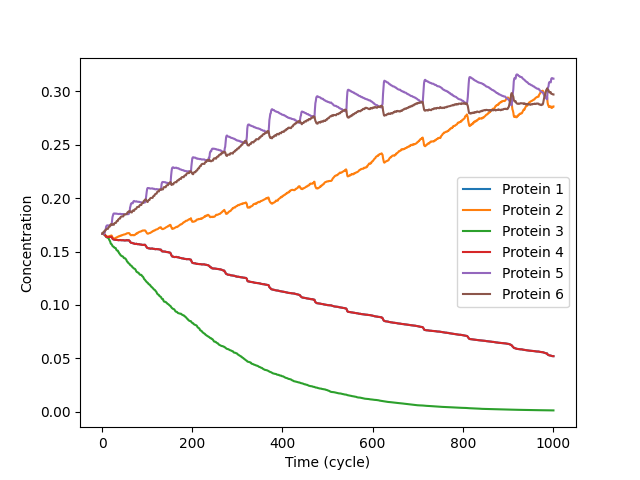 Concentration
0.30
0.25
0.20
0.15
0.10
0.05
0.00
Protein 1
Protein 2
Protein 3
Protein 4
Protein 5
Protein 6
0 200 400 600 800 1000
Time (cycle)